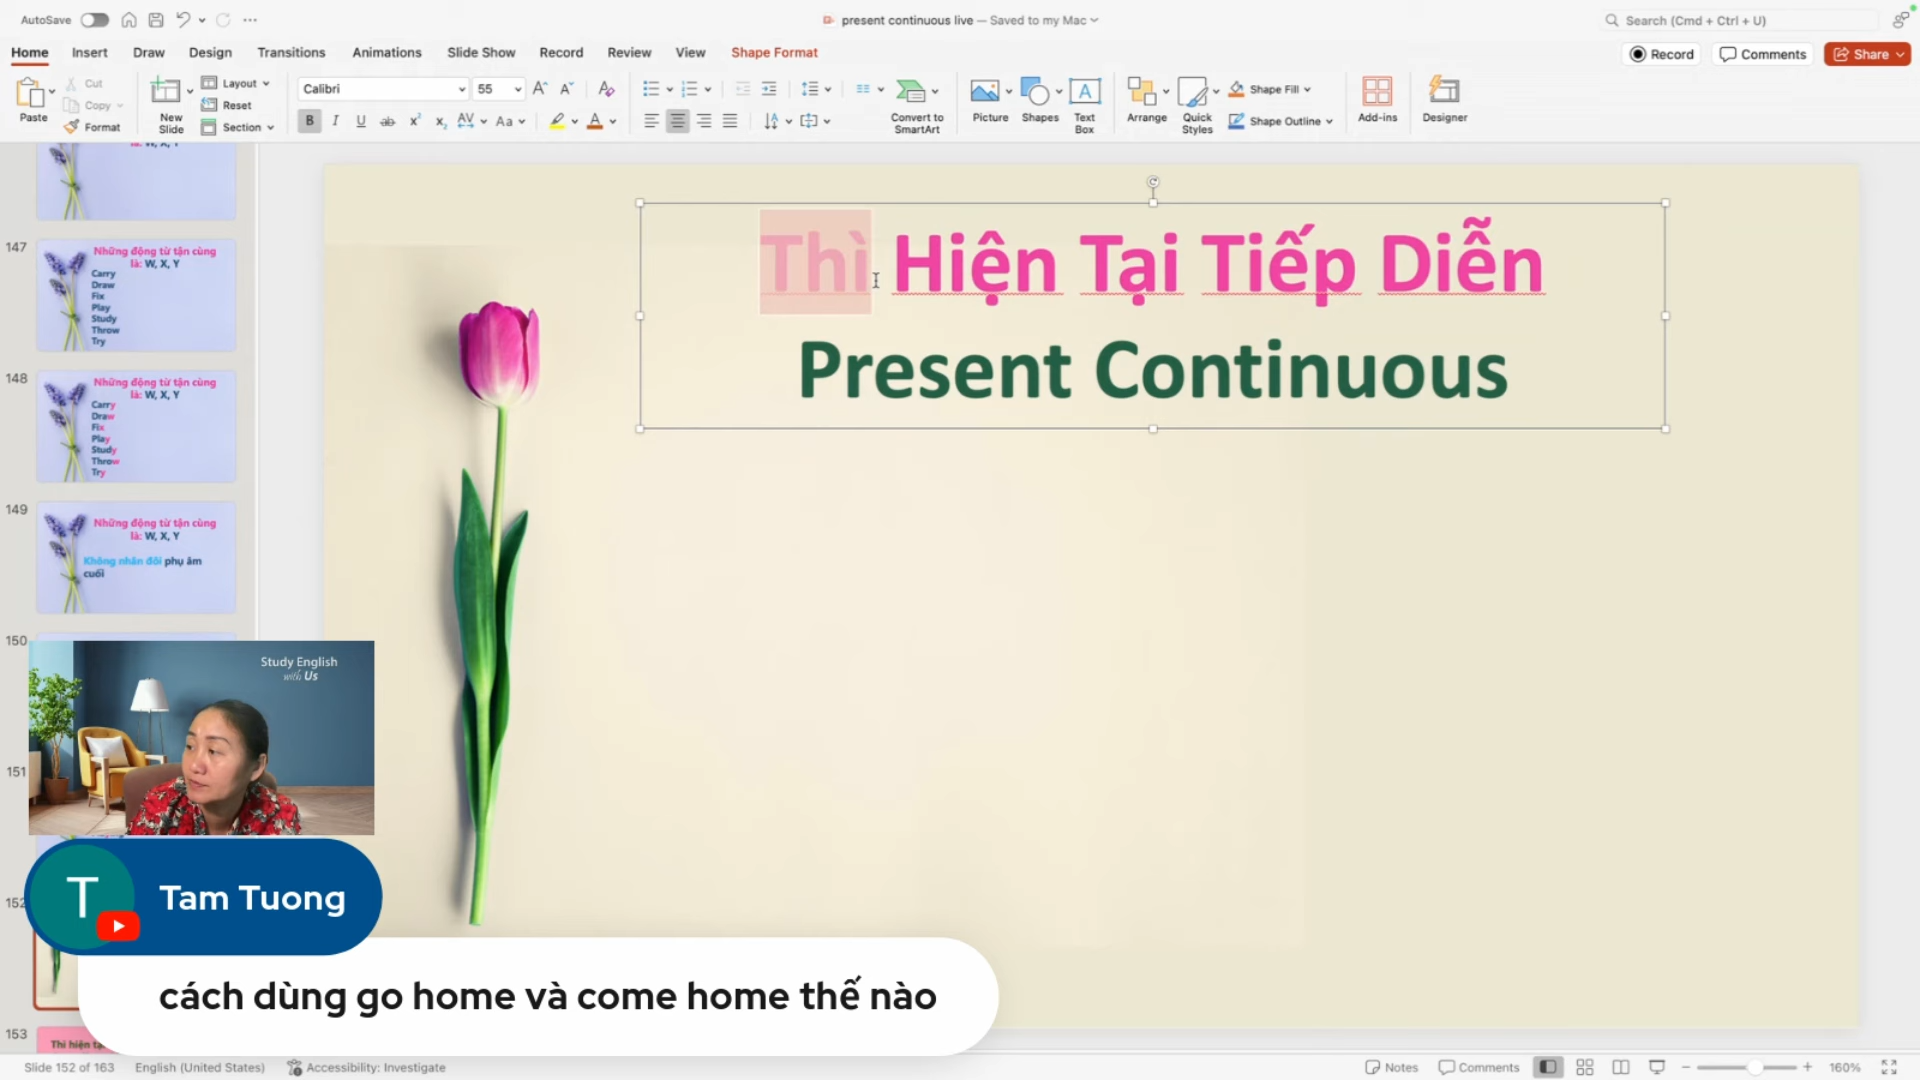 AutoSave
present continuous live — Saved to my Mac
Search (Cmd + Ctrl + U)
Home Insert Draw Design Transitions Animations Slide Show Record Review View Shape Format
Record Comments Share
Paste
Cut
Copy
Format
New Slide
Layout
Reset
Section
Calibri 55
Convert to SmartArt
Picture
Shapes
Text Box
Arrange
Quick Styles
Shape Fill
Shape Outline
Add-ins
Designer
147
Những động từ tận cùng
là: W, X, Y
Carry
Draw
Fix
Play
Study
Throw
Try
148
Những động từ tận cùng
là: W, X, Y
Carry
Draw
Fix
Play
Study
Throw
Try
149
Những động từ tận cùng
là: W, X, Y
Không nhân đôi phụ âm
cuối
150
151
152
153
Thì Hiện Tại Tiếp Diễn
Present Continuous
Study English
with Us
T
Tam Tuong
cách dùng go home và come home thế nào
Slide 152 of 163 English (United States) Accessibility: Investigate
Notes Comments 160%